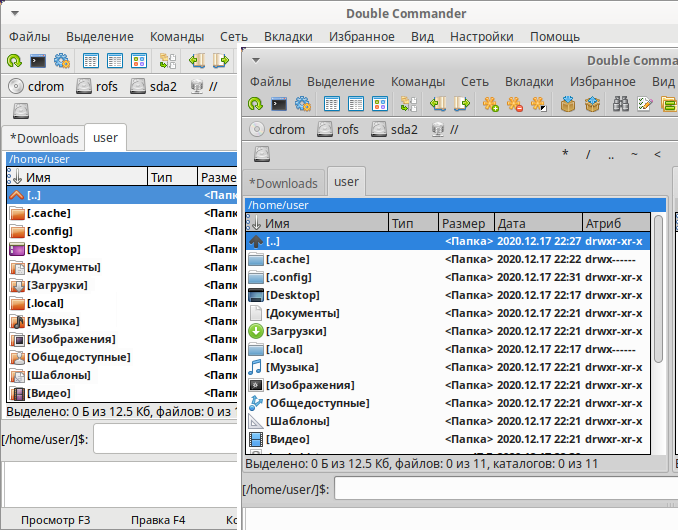 Double Commander
Файлы Выделение Команды Сеть Вкладки Избранное Вид Настройки Помощь
cdrom rofs sda2 //
*Downloads user
/home/user
Имя Тип Разме
[..] <Папк
[.cache] <Папк
[.config] <Папк
[Desktop] <Папк
[Документы] <Папк
[Загрузки] <Папк
[.local] <Папк
[Музыка] <Папк
[Изображения] <Папк
[Общедоступные] <Папк
[Шаблоны] <Папк
[Видео] <Папк
Выделено: 0 Б из 12.5 Кб, файлов: 0 из 1
[/home/user/]$:
Просмотр F3 Правка F4 Ко
Double Comma
Файлы Выделение Команды Сеть Вкладки Избранное Вид
cdrom rofs sda2 //
* / .. ~ <
*Downloads user
/home/user
Имя Тип Размер Дата Атриб
[..] <Папка> 2020.12.17 22:27 drwxr-xr-x
[.cache] <Папка> 2020.12.17 22:22 drwx------
[.config] <Папка> 2020.12.17 22:31 drwxr-xr-x
[Desktop] <Папка> 2020.12.17 22:27 drwxr-xr-x
[Документы] <Папка> 2020.12.17 22:21 drwxr-xr-x
[Загрузки] <Папка> 2020.12.17 22:21 drwxr-xr-x
[.local] <Папка> 2020.12.17 22:17 drwx------
[Музыка] <Папка> 2020.12.17 22:21 drwxr-xr-x
[Изображения] <Папка> 2020.12.17 22:21 drwxr-xr-x
[Общедоступные] <Папка> 2020.12.17 22:21 drwxr-xr-x
[Шаблоны] <Папка> 2020.12.17 22:21 drwxr-xr-x
[Видео] <Папка> 2020.12.17 22:21 drwxr-xr-x
Выделено: 0 Б из 12.5 Кб, файлов: 0 из 11, каталогов: 0 из 11
[/home/user/]$: